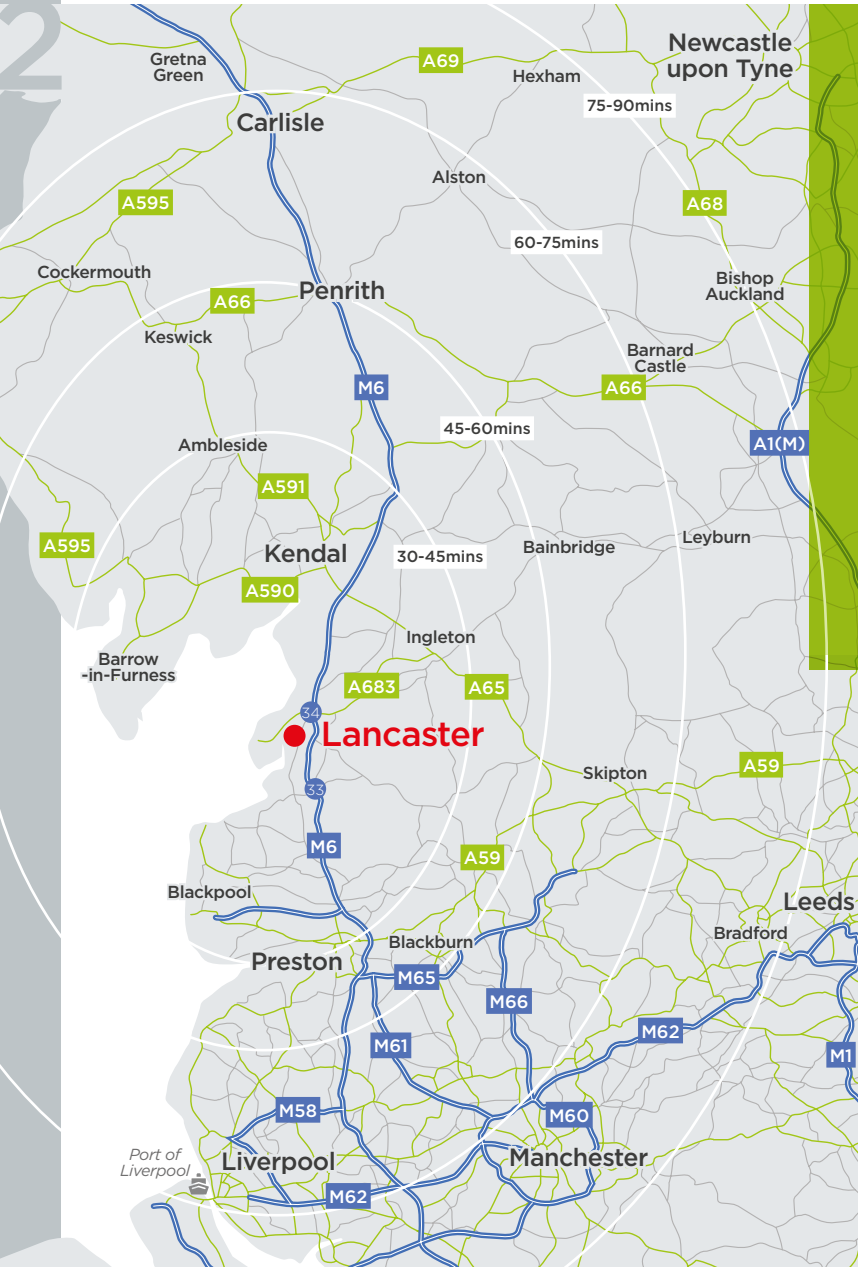 2
Gretna
Green
A69
Hexham
Newcastle
upon Tyne
75-90mins
Carlisle
Alston
A595
A68
60-75mins
Cockermouth
Penrith
A66
Bishop
Auckland
Keswick
Barnard
Castle
M6
A66
45-60mins
A1(M)
Ambleside
A591
A595
Kendal
30-45mins
Bainbridge
Leyburn
A590
Ingleton
Barrow
-in-Furness
A683
A65
34
Lancaster
33
Skipton
A59
M6
A59
Blackpool
Leeds
Bradford
Blackburn
Preston
M65
M66
M62
M61
M1
M58
M60
Port of
Liverpool
Liverpool
Manchester
M62